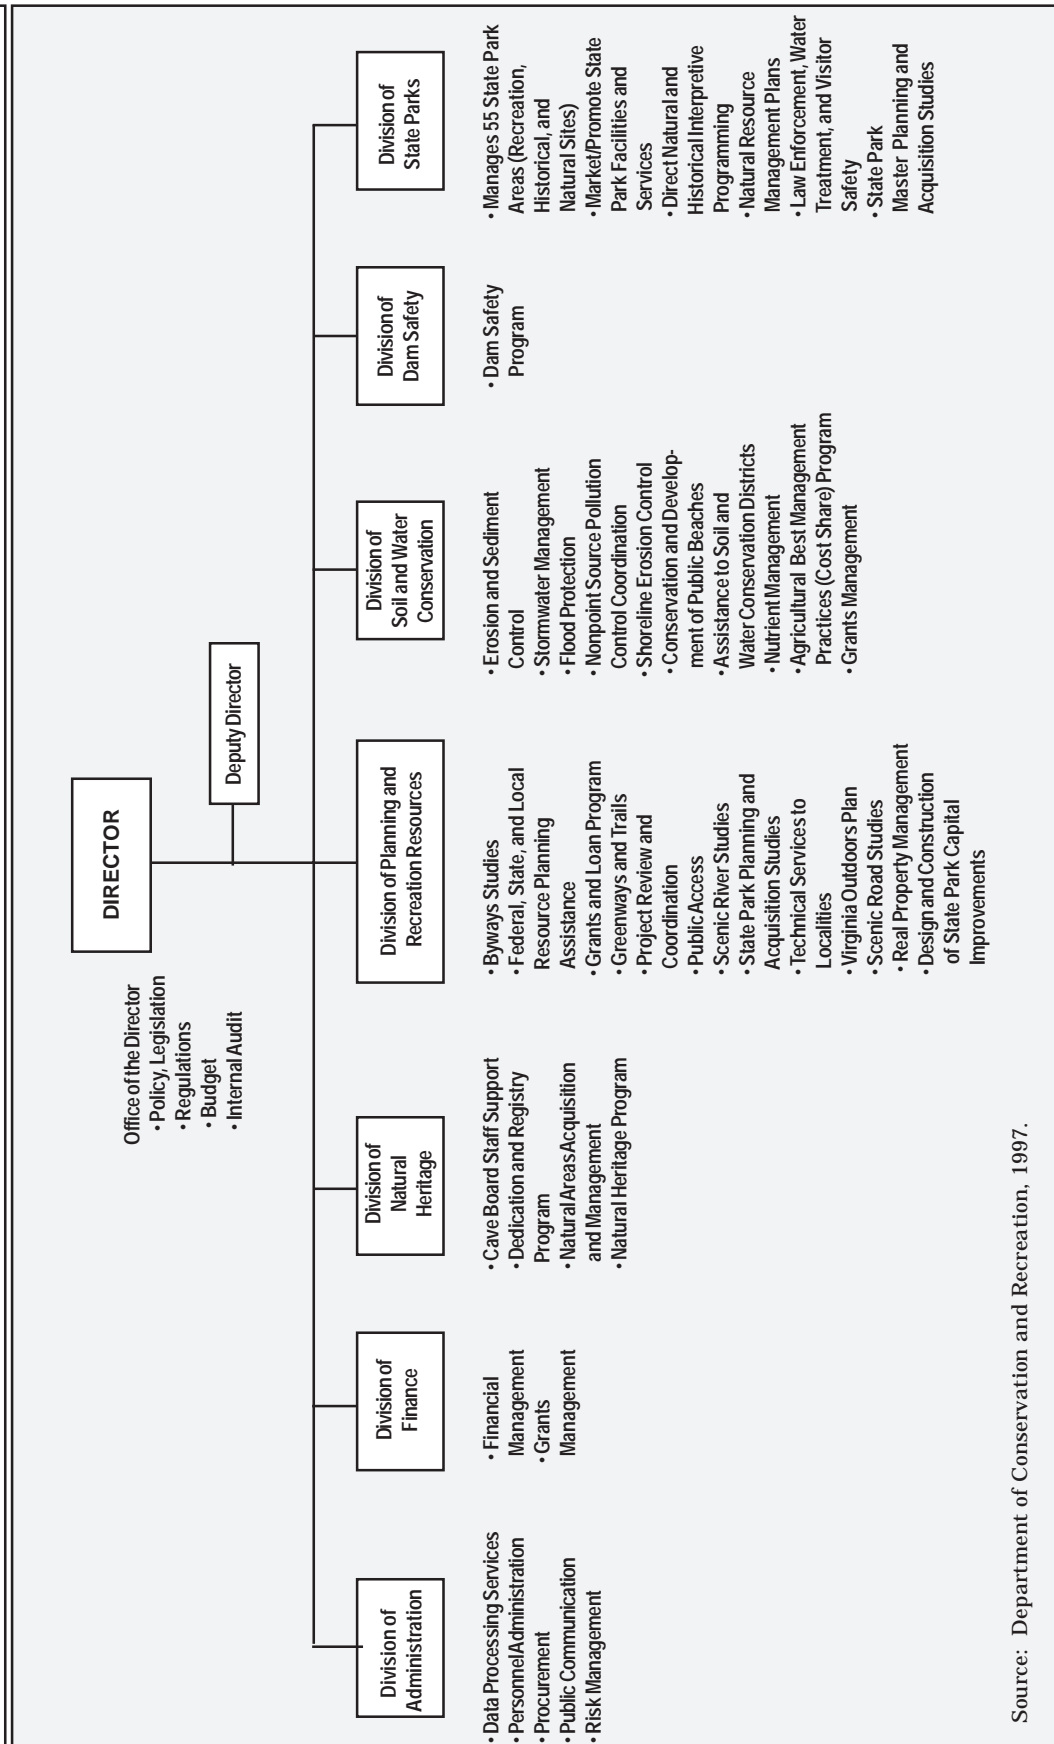 DIRECTOR
Office of the Director
• Policy, Legislation
• Regulations
• Budget
• Internal Audit
Deputy Director
Division of
Administration
• Data Processing Services
• Personnel Administration
• Procurement
• Public Communication
• Risk Management
Division of
Finance
• Financial
Management
• Grants
Management
Division of
Natural
Heritage
• Cave Board Staff Support
• Dedication and Registry
Program
• Natural Areas Acquisition
and Management
• Natural Heritage Program
Division of Planning and
Recreation Resources
• Byways Studies
• Federal, State, and Local
Resource Planning
Assistance
• Grants and Loan Program
• Greenways and Trails
• Project Review and
Coordination
• Public Access
• Scenic River Studies
• State Park Planning and
Acquisition Studies
• Technical Services to
Localities
• Virginia Outdoors Plan
• Scenic Road Studies
• Real Property Management
• Design and Construction
of State Park Capital
Improvements
Division of
Soil and Water
Conservation
• Erosion and Sediment
Control
• Stormwater Management
• Flood Protection
• Nonpoint Source Pollution
Control Coordination
• Shoreline Erosion Control
• Conservation and Develop-
ment of Public Beaches
• Assistance to Soil and
Water Conservation Districts
• Nutrient Management
• Agricultural Best Management
Practices (Cost Share) Program
• Grants Management
Division of
Dam Safety
• Dam Safety
Program
Division of
State Parks
• Manages 55 State Park
Areas (Recreation,
Historical, and
Natural Sites)
• Market/Promote State
Park Facilities and
Services
• Direct Natural and
Historical Interpretive
Programming
• Natural Resource
Management Plans
• Law Enforcement, Water
Treatment, and Visitor
Safety
• State Park
Master Planning and
Acquisition Studies
Source: Department of Conservation and Recreation, 1997.